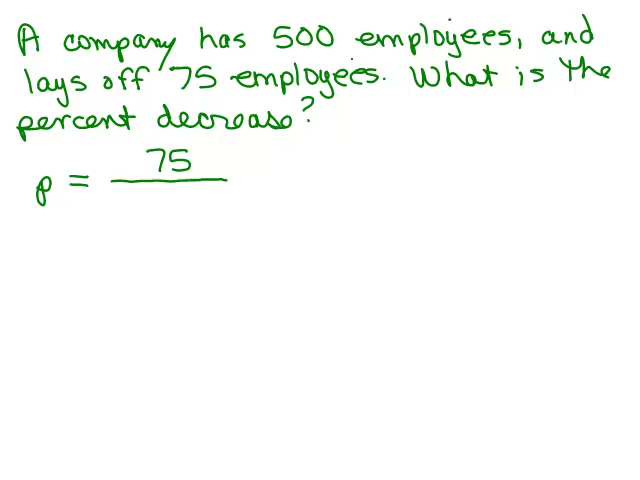 A company has 500 employees, and
lays off 75 employees. What is the
percent decrease?
75
p =